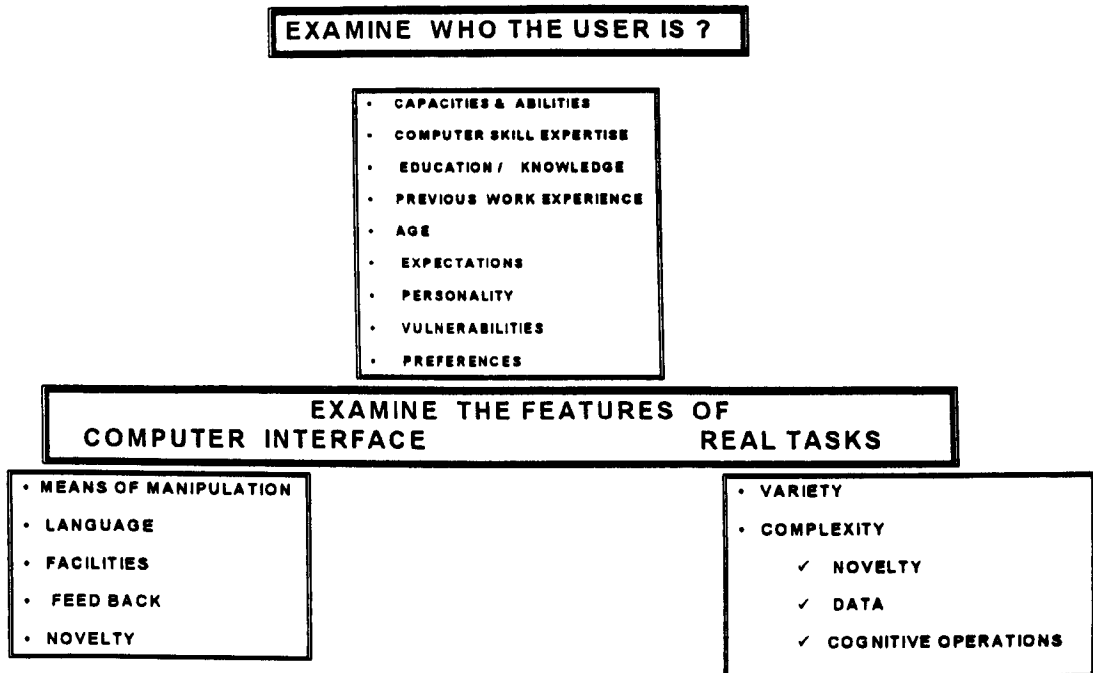 EXAMINE WHO THE USER IS ?
• CAPACITIES & ABILITIES
• COMPUTER SKILL EXPERTISE
• EDUCATION / KNOWLEDGE
• PREVIOUS WORK EXPERIENCE
• AGE
• EXPECTATIONS
• PERSONALITY
• VULNERABILITIES
• PREFERENCES
EXAMINE THE FEATURES OF
COMPUTER INTERFACE REAL TASKS
• MEANS OF MANIPULATION
• LANGUAGE
• FACILITIES
• FEED BACK
• NOVELTY
• VARIETY
• COMPLEXITY
✓ NOVELTY
✓ DATA
✓ COGNITIVE OPERATIONS